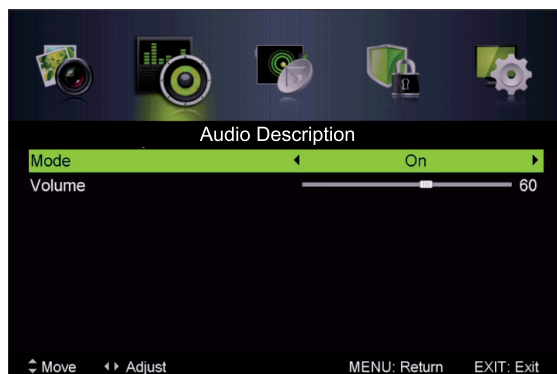 Audio Description
Mode On
Volume 60
Move Adjust MENU: Return EXIT: Exit